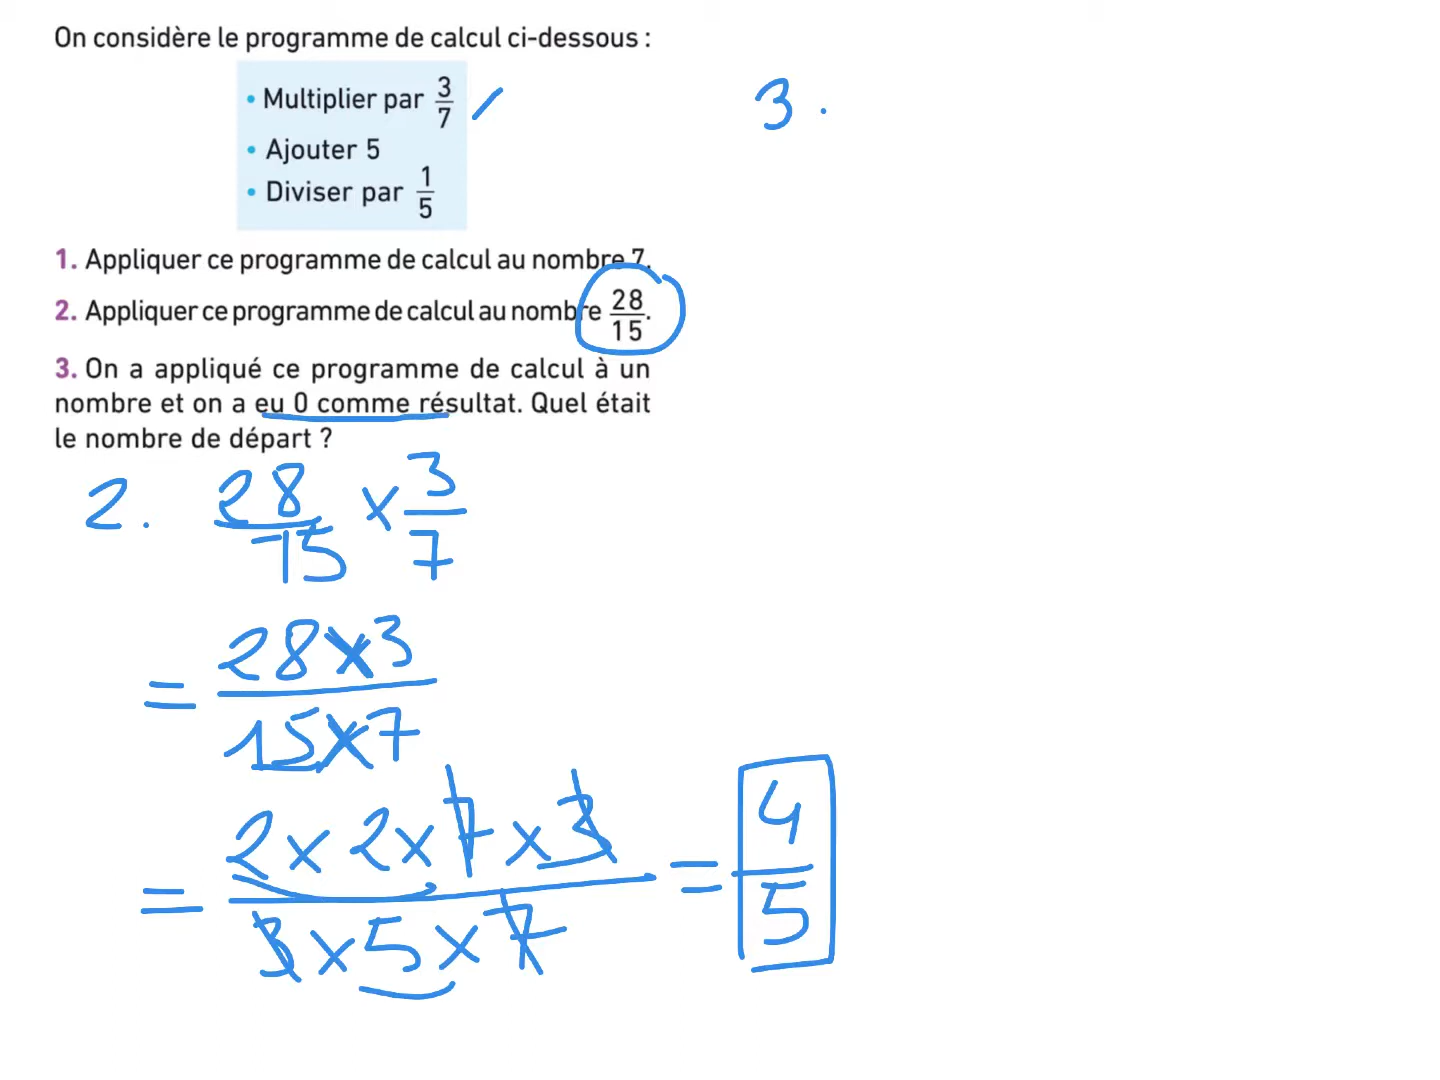 On considère le programme de calcul ci-dessous :
• Multiplier par 3/7
• Ajouter 5
• Diviser par 1/5
1. Appliquer ce programme de calcul au nombre 7.
2. Appliquer ce programme de calcul au nombre 28/15.
3. On a appliqué ce programme de calcul à un
nombre et on a eu 0 comme résultat. Quel était
le nombre de départ ?
2. 28/15 × 3/7
= 28×3/15×7
= 2×2×7×3/3×5×7 = 4/5
3.